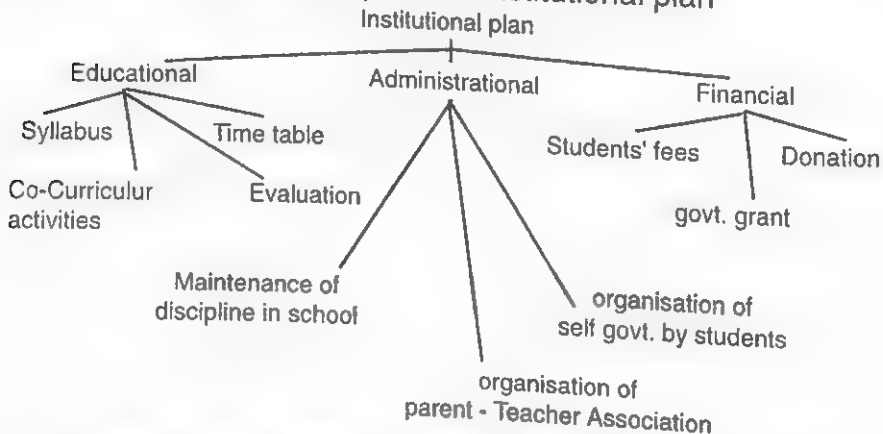 Institutional plan
Educational
Administrational
Financial
Syllabus
Time table
Co-Curriculur
activities
Evaluation
Students' fees
Donation
govt. grant
Maintenance of
discipline in school
organisation of
self govt. by students
organisation of
parent - Teacher Association